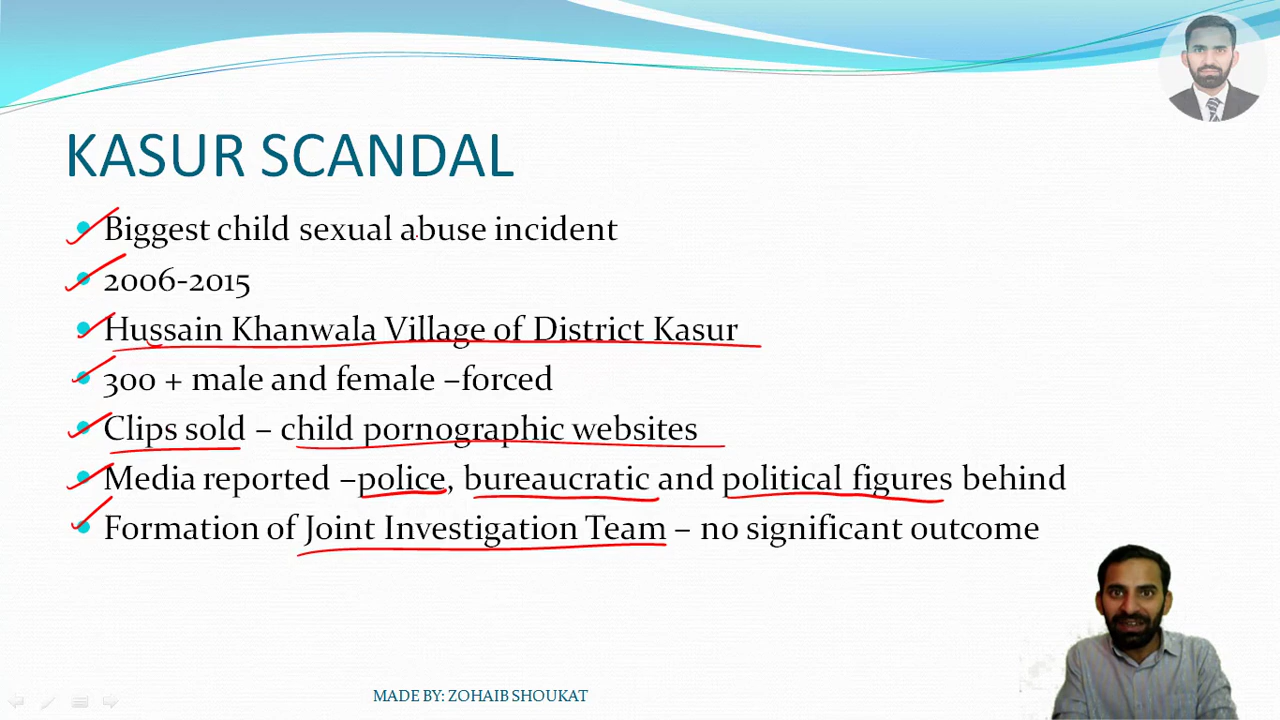 KASUR SCANDAL
Biggest child sexual abuse incident
2006-2015
Hussain Khanwala Village of District Kasur
300 + male and female –forced
Clips sold – child pornographic websites
Media reported –police, bureaucratic and political figures behind
Formation of Joint Investigation Team – no significant outcome
MADE BY: ZOHAIB SHOUKAT